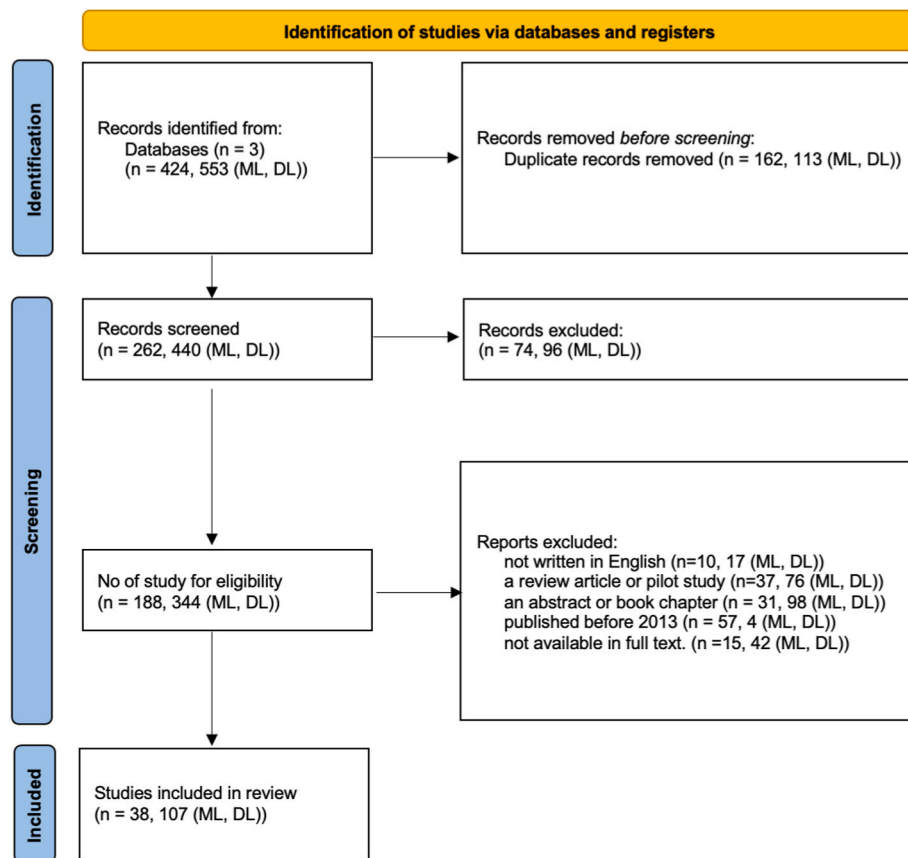 Identification of studies via databases and registers
Identification
Records identified from:
Databases (n = 3)
(n = 424, 553 (ML, DL))
Records removed before screening:
Duplicate records removed (n = 162, 113 (ML, DL))
Screening
Records screened
(n = 262, 440 (ML, DL))
Records excluded:
(n = 74, 96 (ML, DL))
No of study for eligibility
(n = 188, 344 (ML, DL))
Reports excluded:
not written in English (n=10, 17 (ML, DL))
a review article or pilot study (n=37, 76 (ML, DL))
an abstract or book chapter (n = 31, 98 (ML, DL))
published before 2013 (n = 57, 4 (ML, DL))
not available in full text. (n =15, 42 (ML, DL))
Included
Studies included in review
(n = 38, 107 (ML, DL))